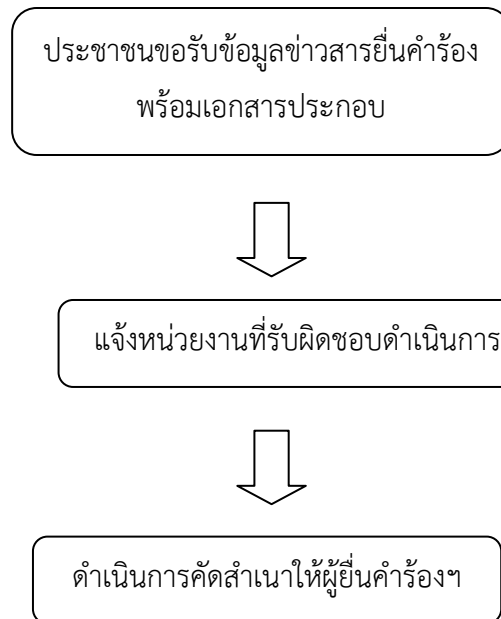 ประชาชนขอรับข้อมูลข่าวสารยื่นคำร้อง
พร้อมเอกสารประกอบ
แจ้งหน่วยงานที่รับผิดชอบดำเนินการ
ดำเนินการคัดสำเนาให้ผู้ยื่นคำร้องฯ